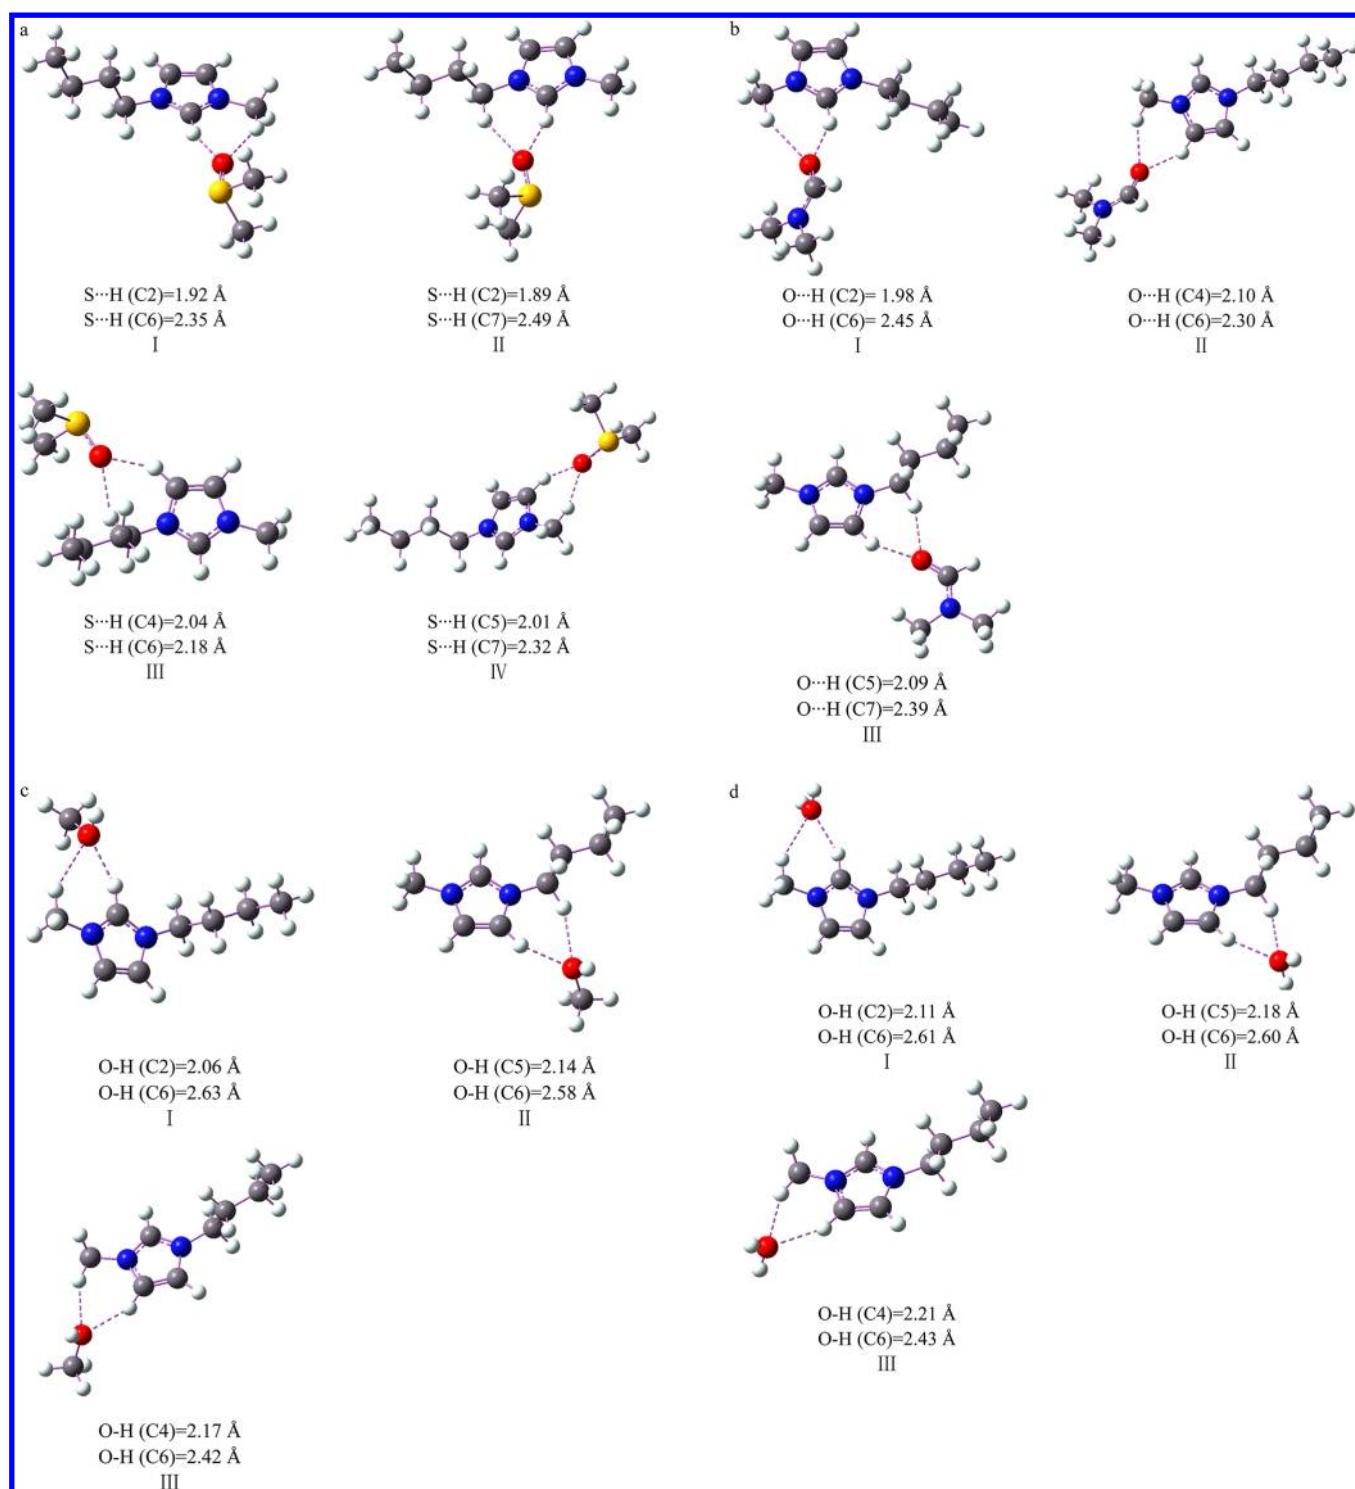 a
S···H (C2)=1.92 Å
S···H (C6)=2.35 Å
Ⅰ
S···H (C2)=1.89 Å
S···H (C7)=2.49 Å
Ⅱ
S···H (C4)=2.04 Å
S···H (C6)=2.18 Å
Ⅲ
S···H (C5)=2.01 Å
S···H (C7)=2.32 Å
Ⅳ
b
O···H (C2)= 1.98 Å
O···H (C6)= 2.45 Å
Ⅰ
O···H (C4)=2.10 Å
O···H (C6)=2.30 Å
Ⅱ
O···H (C5)=2.09 Å
O···H (C7)=2.39 Å
Ⅲ
c
O-H (C2)=2.06 Å
O-H (C6)=2.63 Å
Ⅰ
O-H (C5)=2.14 Å
O-H (C6)=2.58 Å
Ⅱ
O-H (C4)=2.17 Å
O-H (C6)=2.42 Å
Ⅲ
d
O-H (C2)=2.11 Å
O-H (C6)=2.61 Å
Ⅰ
O-H (C5)=2.18 Å
O-H (C6)=2.60 Å
Ⅱ
O-H (C4)=2.21 Å
O-H (C6)=2.43 Å
Ⅲ